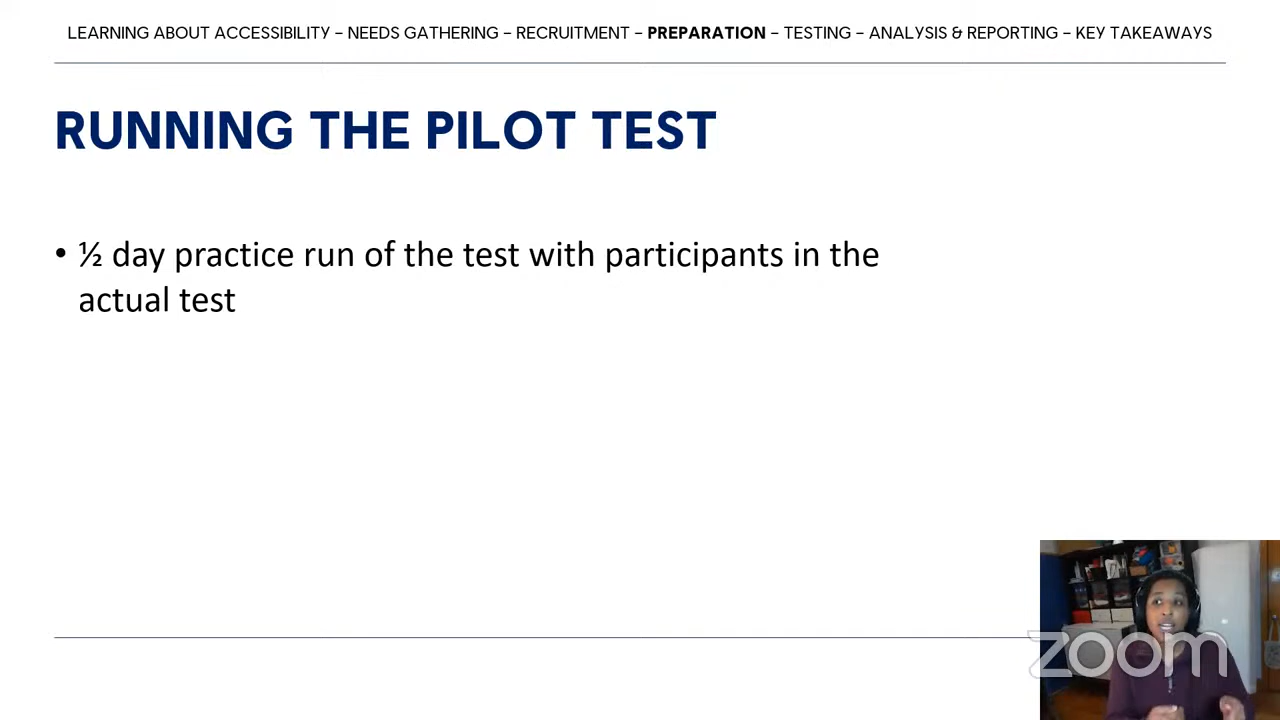 LEARNING ABOUT ACCESSIBILITY – NEEDS GATHERING – RECRUITMENT – PREPARATION – TESTING – ANALYSIS & REPORTING – KEY TAKEAWAYS
RUNNING THE PILOT TEST
• ½ day practice run of the test with participants in the
actual test
zoom